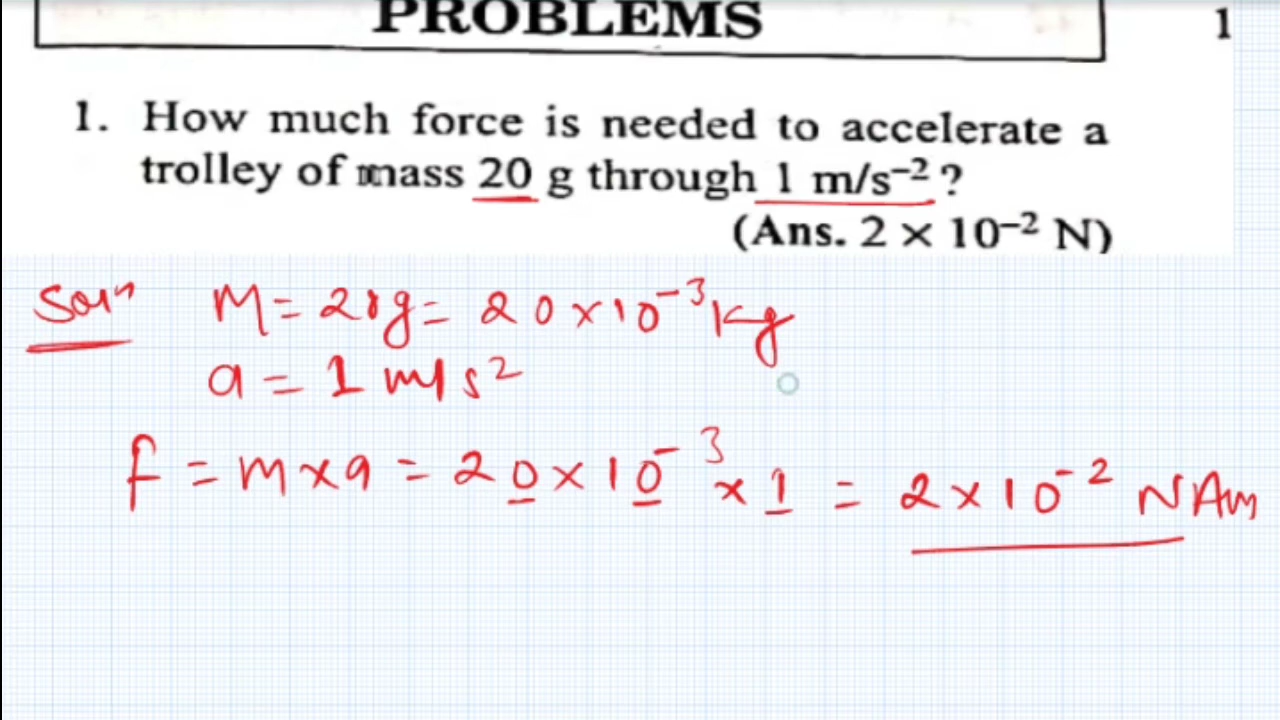 PROBLEMS
1
1. How much force is needed to accelerate a
trolley of mass 20 g through 1 m/s⁻² ?
(Ans. 2 × 10⁻² N)
Soln M = 20g = 20×10⁻³ kg
a = 1 m/s²
f = m×a = 20×10⁻³ × 1 = 2×10⁻² N Ans